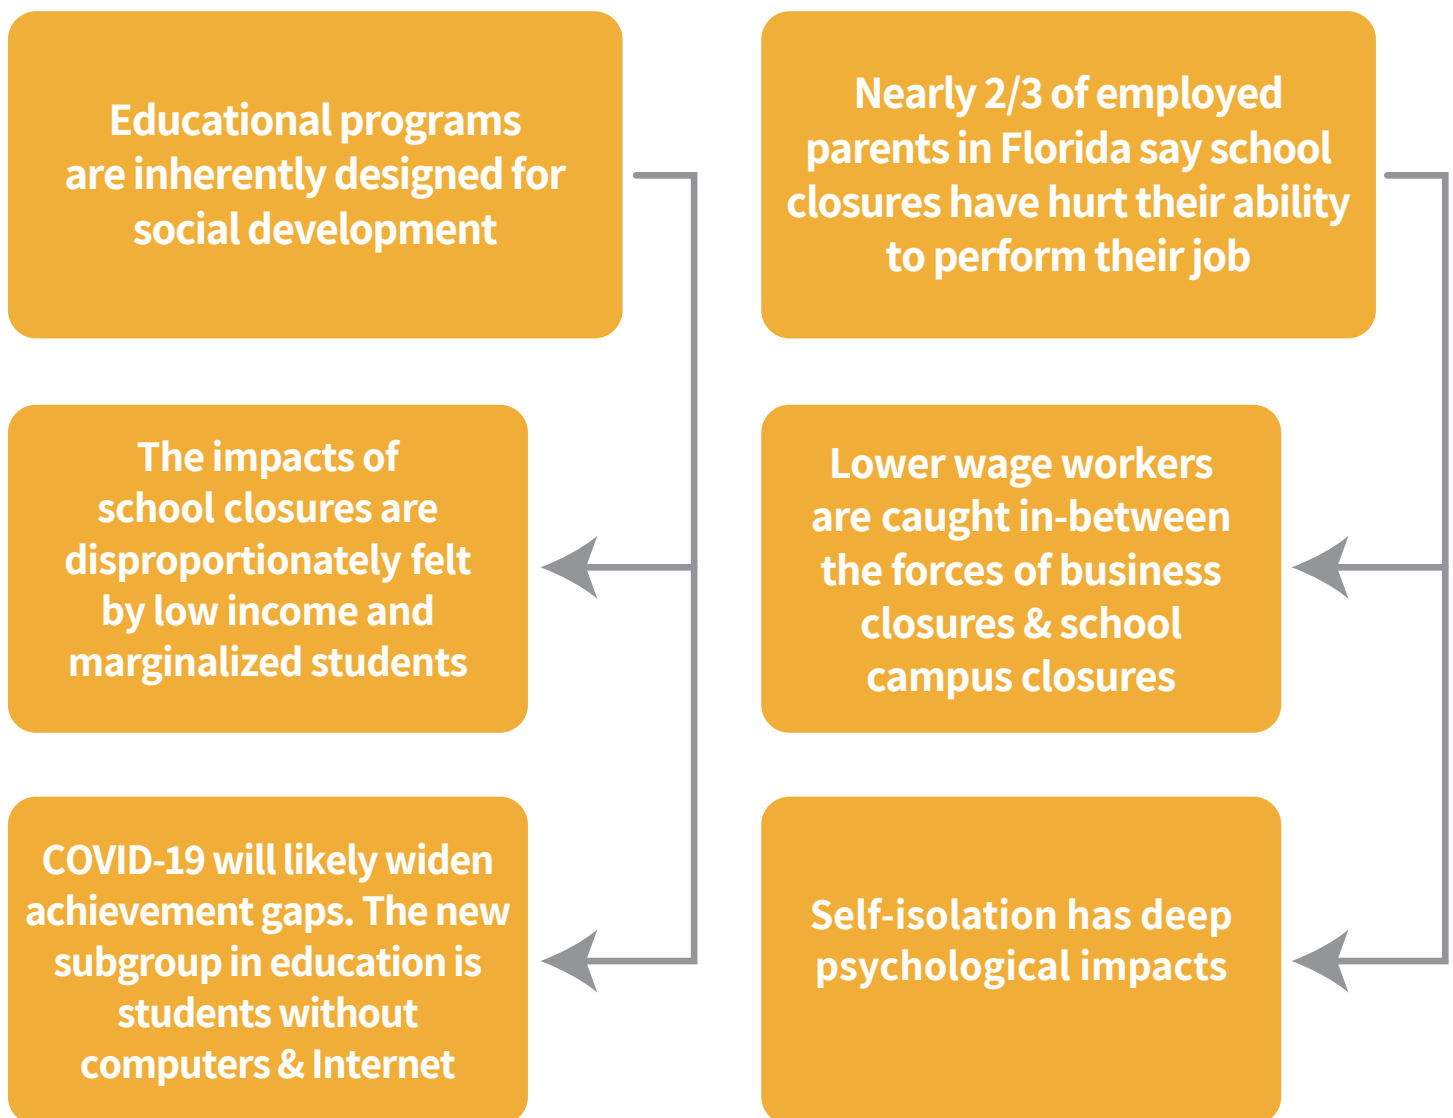 Educational programs
are inherently designed for
social development
The impacts of
school closures are
disproportionately felt
by low income and
marginalized students
COVID-19 will likely widen
achievement gaps. The new
subgroup in education is
students without
computers & Internet
Nearly 2/3 of employed
parents in Florida say school
closures have hurt their ability
to perform their job
Lower wage workers
are caught in-between
the forces of business
closures & school
campus closures
Self-isolation has deep
psychological impacts